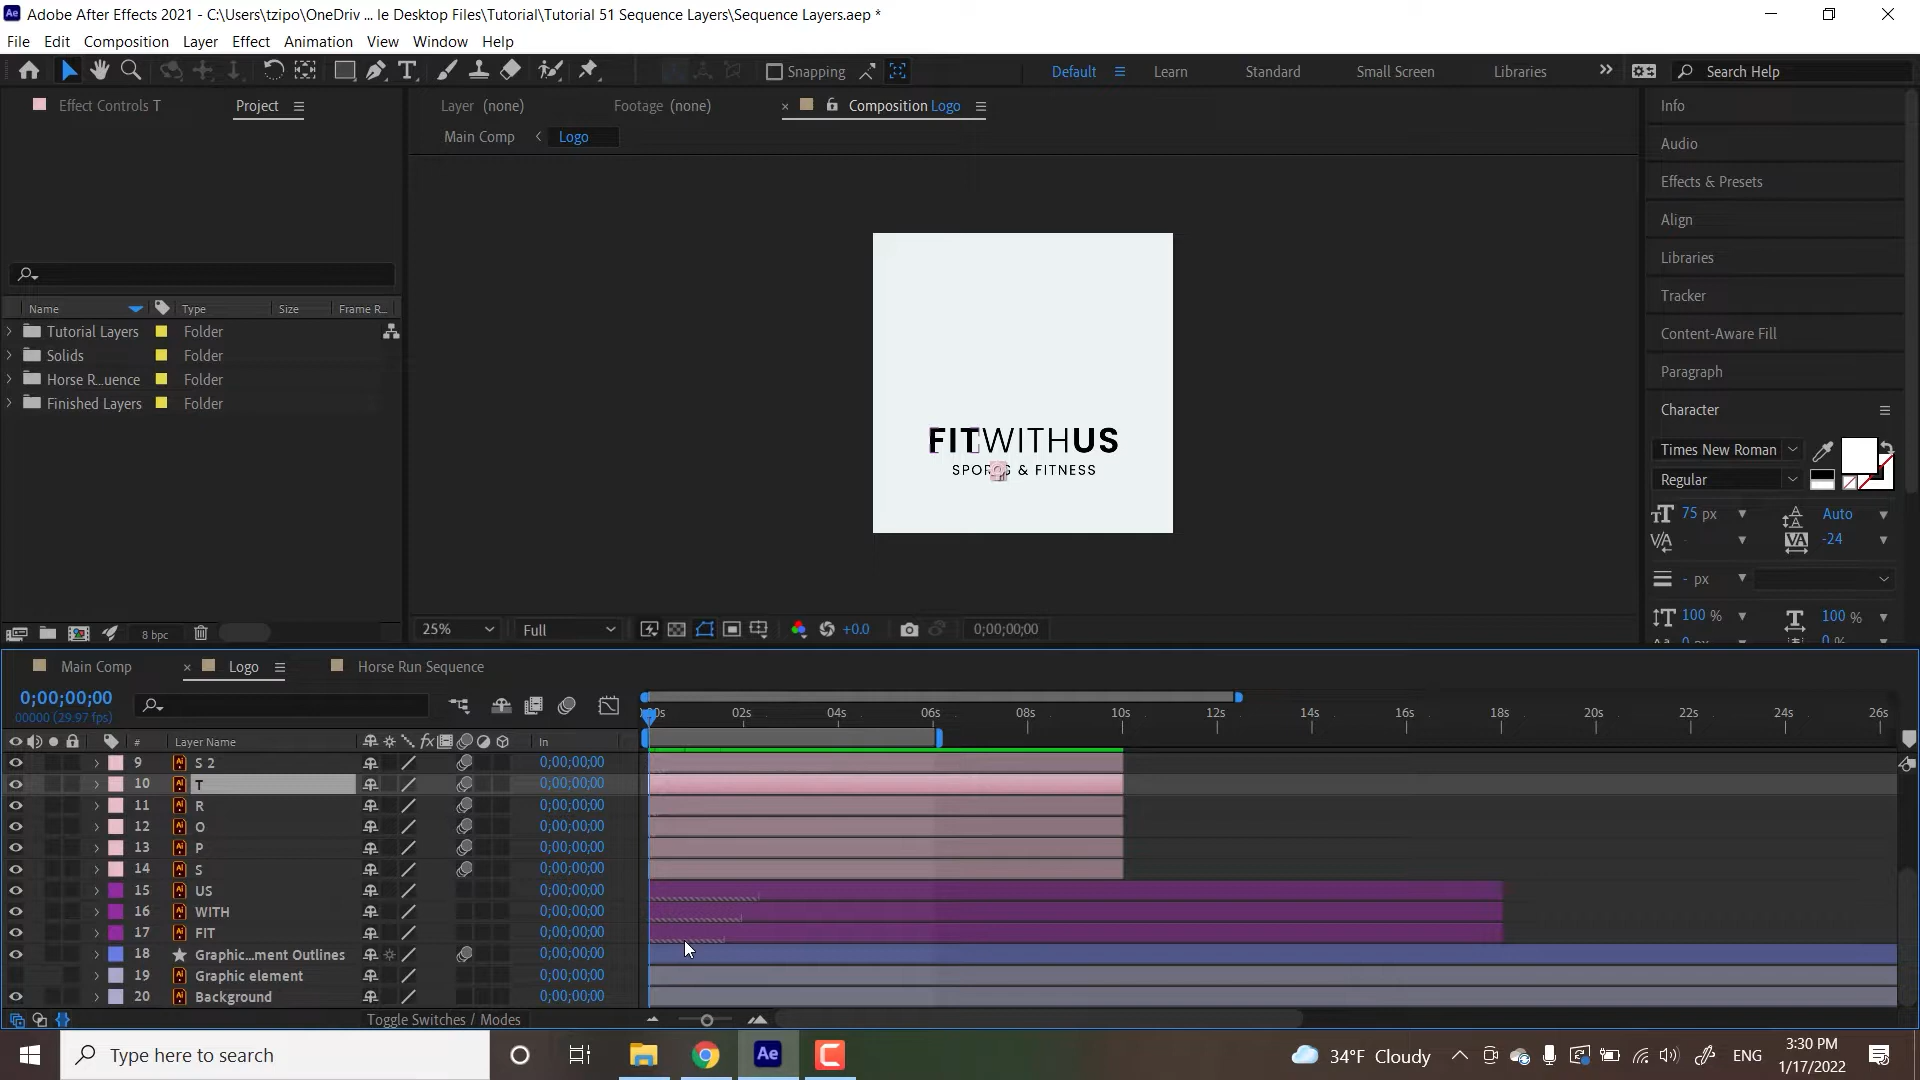 Adobe After Effects 2021 - C:\Users\tzipo\OneDriv ... le Desktop Files\Tutorial\Tutorial 51 Sequence Layers\Sequence Layers.aep *
File Edit Composition Layer Effect Animation View Window Help
Snapping Default Learn Standard Small Screen Libraries Search Help
Effect Controls T Project Layer (none) Footage (none) Composition Logo Info
Main Comp Logo Audio
Effects & Presets
Align
Libraries
Name Type Size Frame R... Tracker
Tutorial Layers Folder Content-Aware Fill
Solids Folder
Horse R...uence Folder Paragraph
Finished Layers Folder Character
FITWITHUS Times New Roman
SPORTS & FITNESS Regular
75 px Auto
-24
- px
100 % 100 %
8 bpc 25% Full +0.0 0;00;00;00
Main Comp Logo Horse Run Sequence
0;00;00;00
00000 (29.97 fps)
02s 04s 06s 08s 10s 12s 14s 16s 18s 20s 22s 24s 26s
# Layer Name fx In
9 S 2 0;00;00;00
10 T 0;00;00;00
11 R 0;00;00;00
12 O 0;00;00;00
13 P 0;00;00;00
14 S 0;00;00;00
15 US 0;00;00;00
16 WITH 0;00;00;00
17 FIT 0;00;00;00
18 Graphic...ment Outlines 0;00;00;00
19 Graphic element 0;00;00;00
20 Background 0;00;00;00
Toggle Switches / Modes
Type here to search Ae 34°F Cloudy ENG 3:30 PM
1/17/2022